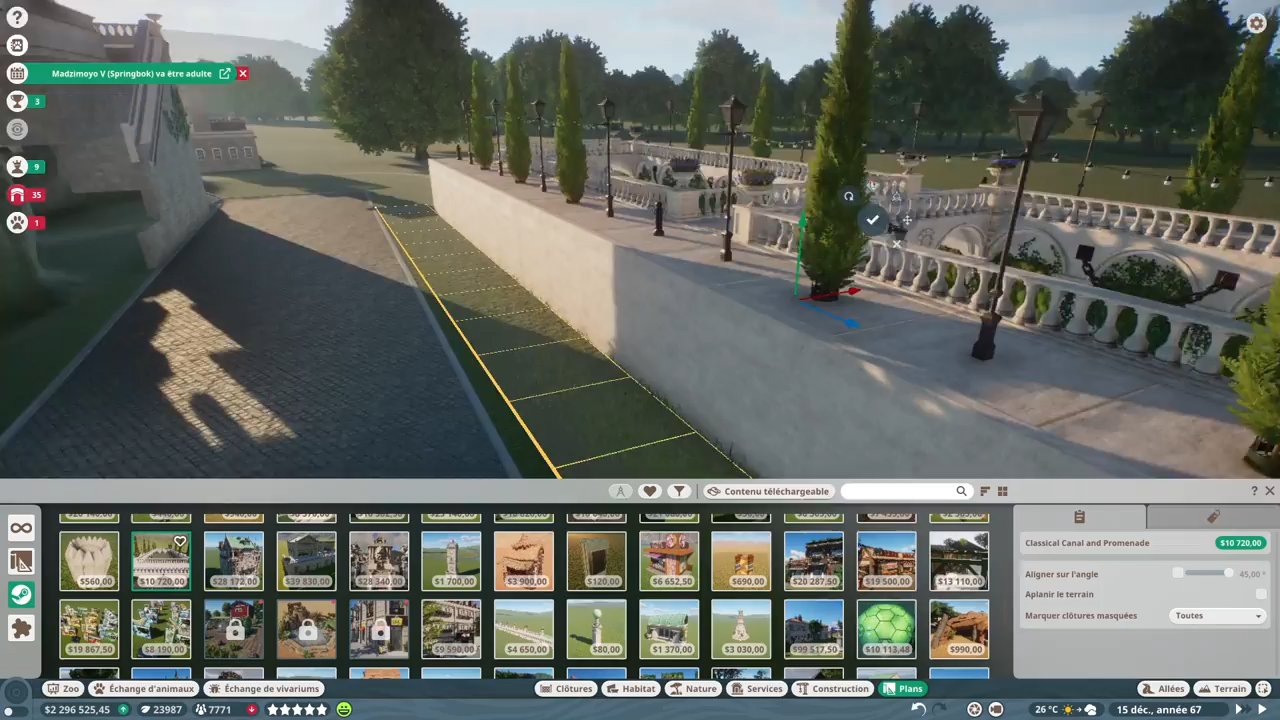 Madzimoyo V (Springbok) va être adulte
3
9
35
1
Contenu téléchargeable
$560,00
$10 720,00
$28 172,00
$39 830,00
$28 340,00
$1 700,00
$3 900,00
$120,00
$6 652,50
$690,00
$20 287,50
$19 500,00
$13 110,00
$19 867,50
$8 190,00
$9 590,00
$4 650,00
$80,00
$1 370,00
$3 030,00
$99 517,50
$10 113,48
$990,00
Classical Canal and Promenade
$10 720,00
Aligner sur l'angle
45,00°
Aplanir le terrain
Marquer clôtures masquées
Toutes
Zoo
Échange d'animaux
Échange de vivariums
Clôtures
Habitat
Nature
Services
Construction
Plans
Allées
Terrain
$2 296 525,45
23987
7771
26 °C
15 déc., année 67